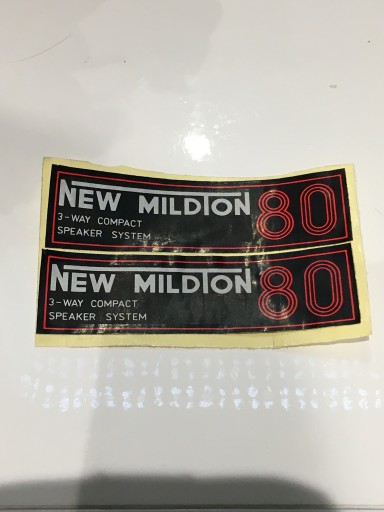 NEW MILDTON 80
3-WAY COMPACT
SPEAKER SYSTEM
NEW MILDTON 80
3-WAY COMPACT
SPEAKER SYSTEM